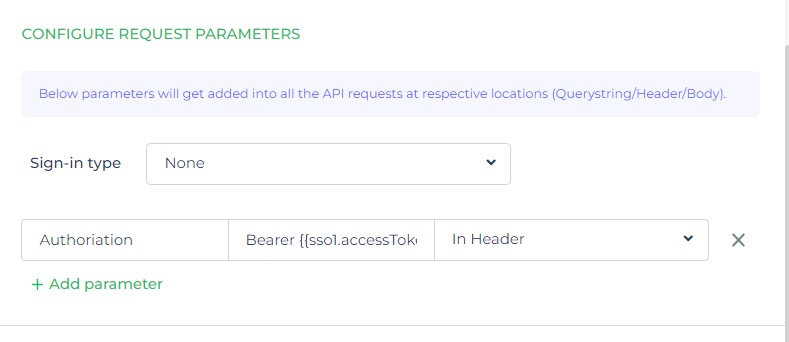 CONFIGURE REQUEST PARAMETERS
Below parameters will get added into all the API requests at respective locations (Querystring/Header/Body).
Sign-in type None
Authoriation Bearer {{sso1.accessTok In Header
+ Add parameter